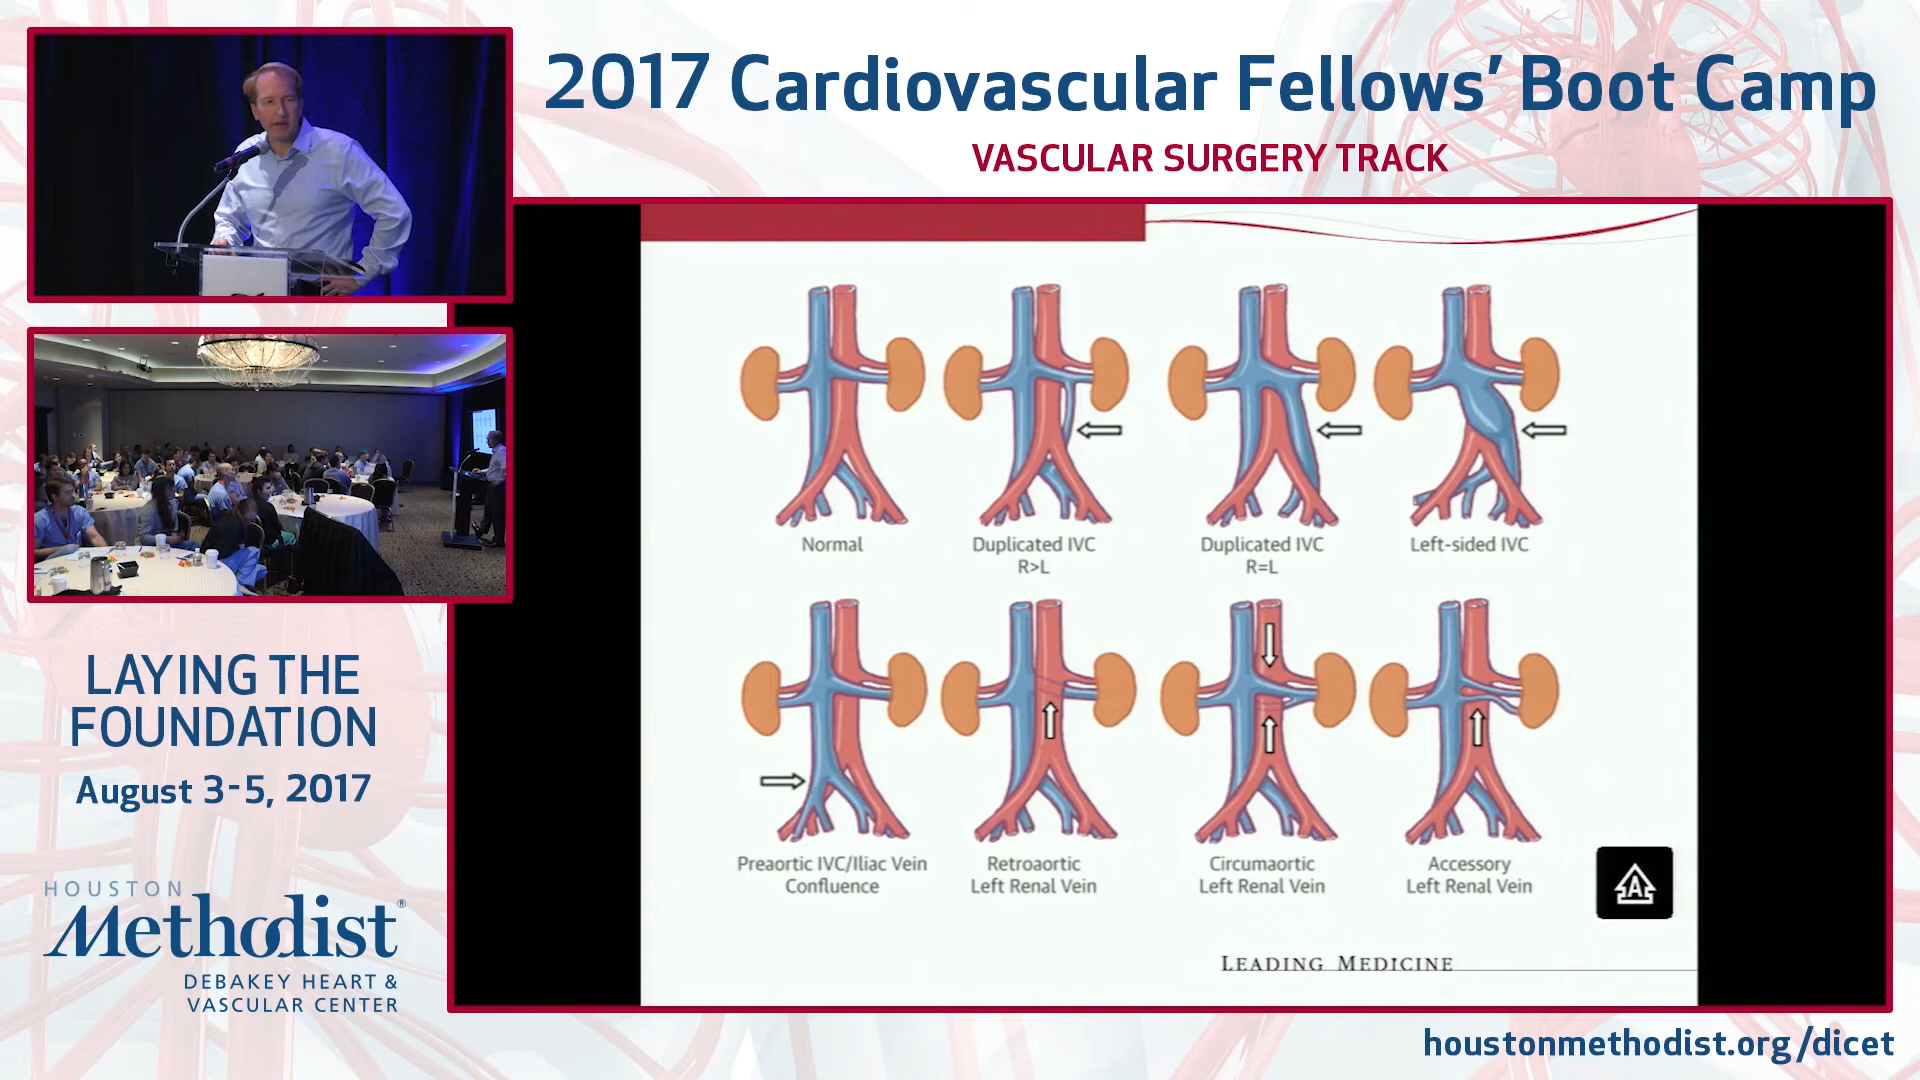 2017 Cardiovascular Fellows’ Boot Camp
VASCULAR SURGERY TRACK
Normal
Duplicated IVC
R>L
Duplicated IVC
R=L
Left-sided IVC
Preaortic IVC/Iliac Vein
Confluence
Retroaortic
Left Renal Vein
Circumaortic
Left Renal Vein
Accessory
Left Renal Vein
A
LEADING MEDICINE
LAYING THE
FOUNDATION
August 3-5, 2017
HOUSTON
Methodist®
DEBAKEY HEART &
VASCULAR CENTER
houstonmethodist.org/dicet